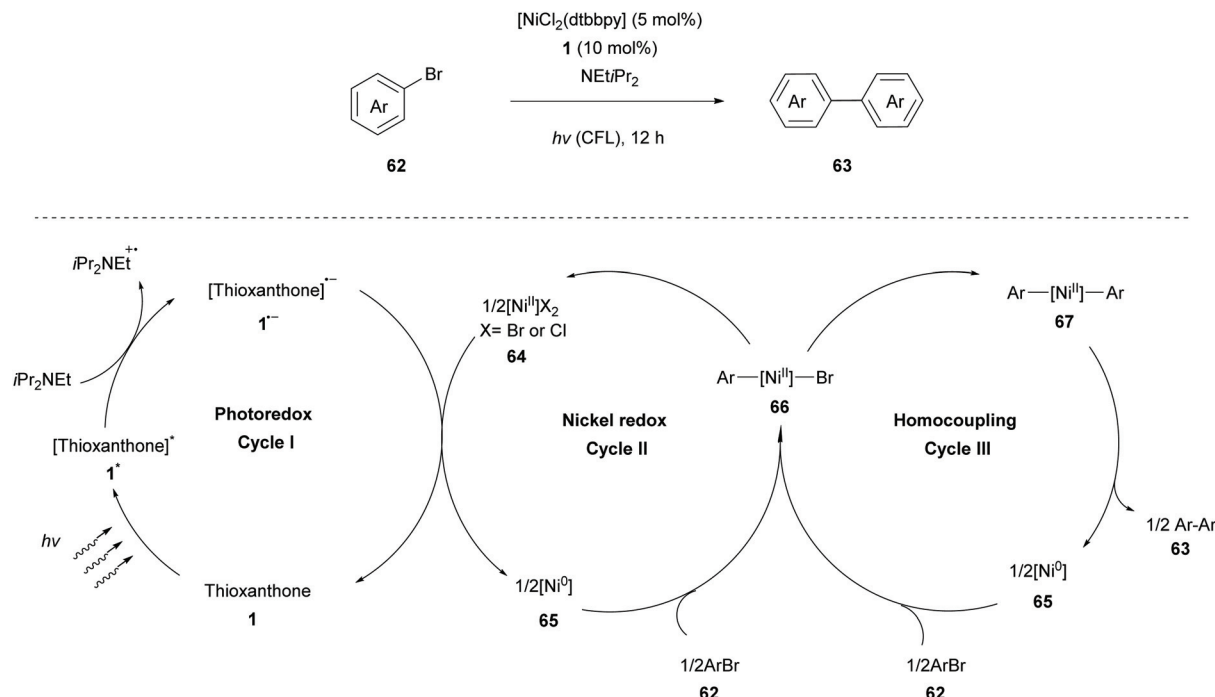 [NiCl₂(dtbbpy] (5 mol%)
1 (10 mol%)
NEtiPr₂
hν (CFL), 12 h
Br
Ar
62
Ar
Ar
63
iPr₂NEt⁺•
[Thioxanthone]•⁻
1•⁻
iPr₂NEt
Photoredox
Cycle I
[Thioxanthone]*
1*
hν
Thioxanthone
1
1/2[Niᴵᴵ]X₂
X= Br or Cl
64
Nickel redox
Cycle II
1/2[Ni⁰]
65
1/2ArBr
62
Ar—[Niᴵᴵ]—Br
66
Homocoupling
Cycle III
Ar—[Niᴵᴵ]—Ar
67
1/2 Ar-Ar
63
1/2[Ni⁰]
65
1/2ArBr
62